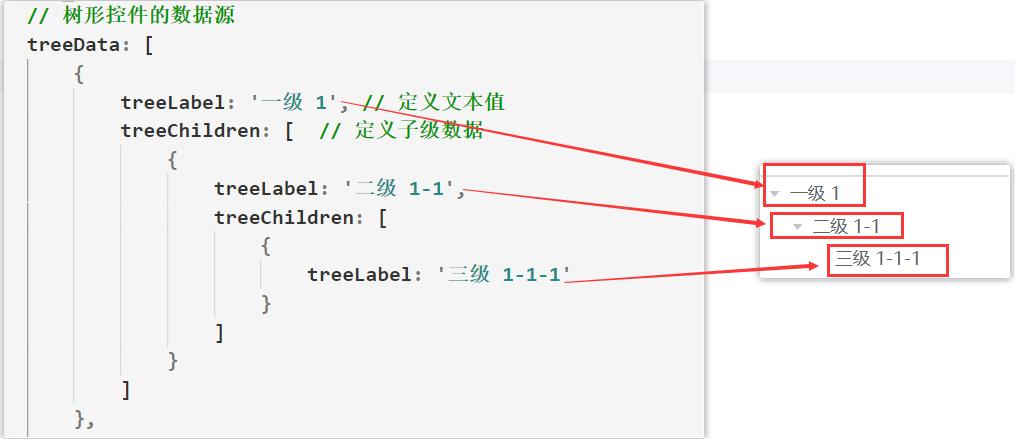 // 树形控件的数据源
treeData: [
{
treeLabel: '一级 1', // 定义文本值
treeChildren: [ // 定义子级数据
{
treeLabel: '二级 1-1',
treeChildren: [
{
treeLabel: '三级 1-1-1'
}
]
}
]
},
一级 1
二级 1-1
三级 1-1-1